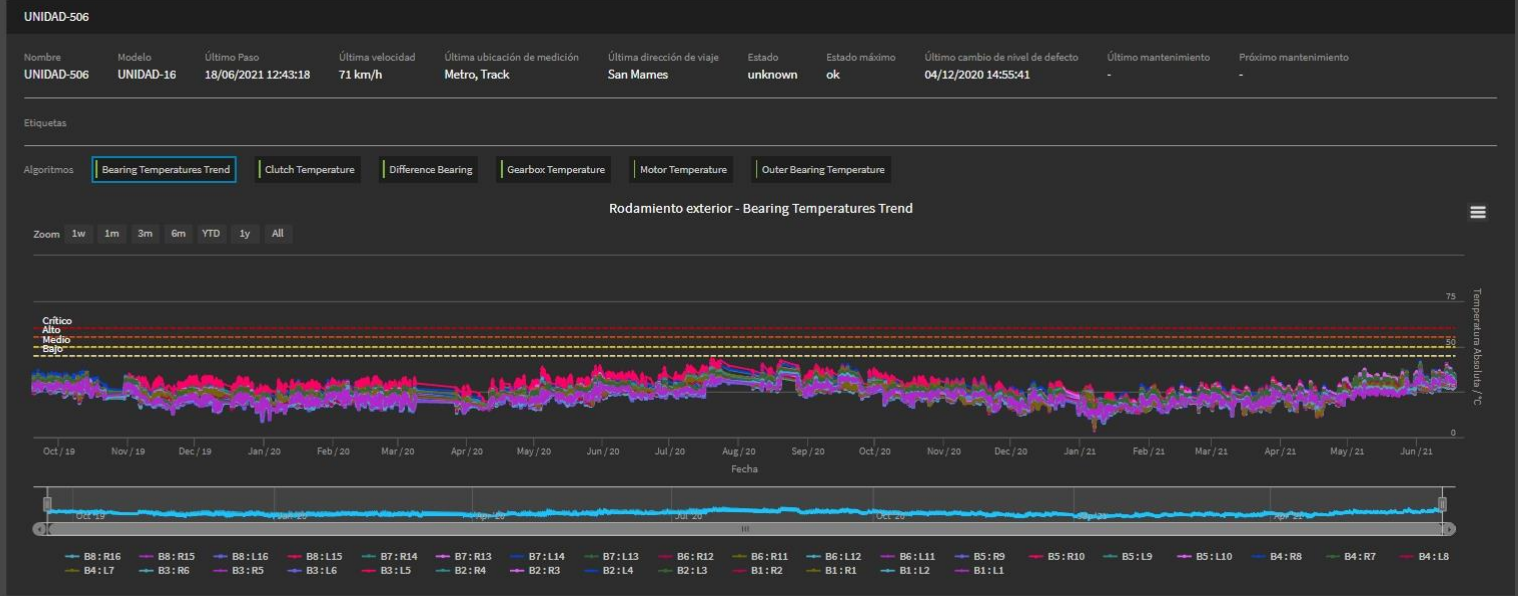 UNIDAD-506
Nombre Modelo Último Paso Última velocidad Última ubicación de medición Última dirección de viaje Estado Estado máximo Último cambio de nivel de defecto Último mantenimiento Próximo mantenimiento
UNIDAD-506 UNIDAD-16 18/06/2021 12:43:18 71 km/h Metro, Track San Mames unknown ok 04/12/2020 14:55:41 - -
Etiquetas
Algoritmos Bearing Temperatures Trend Clutch Temperature Difference Bearing Gearbox Temperature Motor Temperature Outer Bearing Temperature
Rodamiento exterior - Bearing Temperatures Trend
Zoom 1w 1m 3m 6m YTD 1y All
75
Crítico
Alto
Medio
50
Bajo
0
Temperatura Absoluta / °C
Oct / 19 Nov / 19 Dec / 19 Jan / 20 Feb / 20 Mar / 20 Apr / 20 May / 20 Jun / 20 Jul / 20 Aug / 20 Sep / 20 Oct / 20 Nov / 20 Dec / 20 Jan / 21 Feb / 21 Mar / 21 Apr / 21 May / 21 Jun / 21
Fecha
Oct '19 Jul '20 Oct '20
B8 : R16 B8 : R15 B8 : L16 B8 : L15 B7 : R14 B7 : R13 B7 : L14 B7 : L13 B6 : R12 B6 : R11 B6 : L12 B6 : L11 B5 : R9 B5 : R10 B5 : L9 B5 : L10 B4 : R8 B4 : R7 B4 : L8
B4 : L7 B3 : R6 B3 : R5 B3 : L6 B3 : L5 B2 : R4 B2 : R3 B2 : L4 B2 : L3 B1 : R2 B1 : R1 B1 : L2 B1 : L1